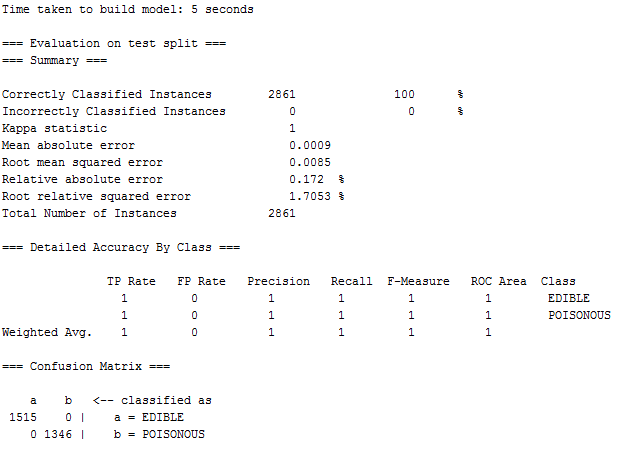 Time taken to build model: 5 seconds
=== Evaluation on test split ===
=== Summary ===
Correctly Classified Instances 2861 100 %
Incorrectly Classified Instances 0 0 %
Kappa statistic 1
Mean absolute error 0.0009
Root mean squared error 0.0085
Relative absolute error 0.172 %
Root relative squared error 1.7053 %
Total Number of Instances 2861
=== Detailed Accuracy By Class ===
TP Rate FP Rate Precision Recall F-Measure ROC Area Class
1 0 1 1 1 1 EDIBLE
1 0 1 1 1 1 POISONOUS
Weighted Avg. 1 0 1 1 1 1
=== Confusion Matrix ===
a b <-- classified as
1515 0 | a = EDIBLE
0 1346 | b = POISONOUS